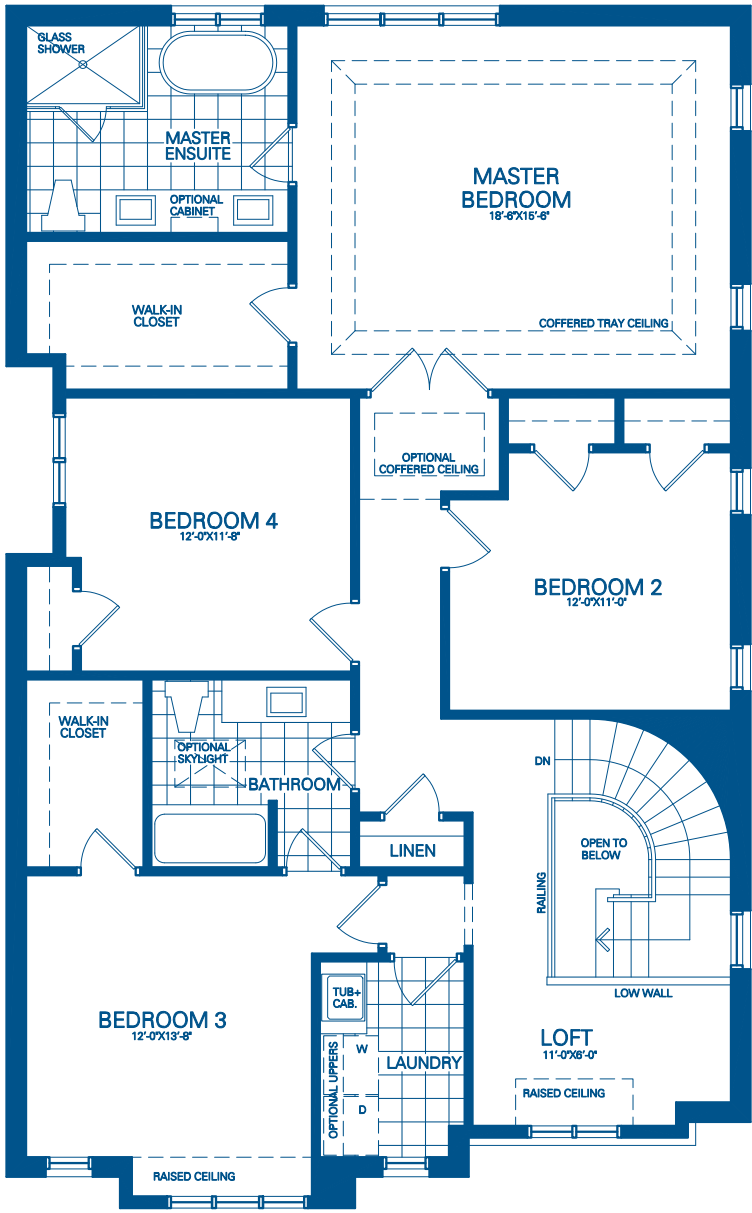 GLASS
SHOWER
MASTER
ENSUITE
OPTIONAL
CABINET
MASTER
BEDROOM
18'-6"X15'-6"
WALK-IN
CLOSET
COFFERED TRAY CEILING
OPTIONAL
COFFERED CEILING
BEDROOM 4
12'-0"X11'-8"
BEDROOM 2
12'-0"X11'-0"
WALK-IN
CLOSET
OPTIONAL
SKYLIGHT
BATHROOM
DN
LINEN
OPEN TO
BELOW
RAILING
LOW WALL
BEDROOM 3
12'-0"X13'-8"
TUB+
CAB.
W
D
OPTIONAL UPPERS
LAUNDRY
LOFT
11'-0"X6'-0"
RAISED CEILING
RAISED CEILING